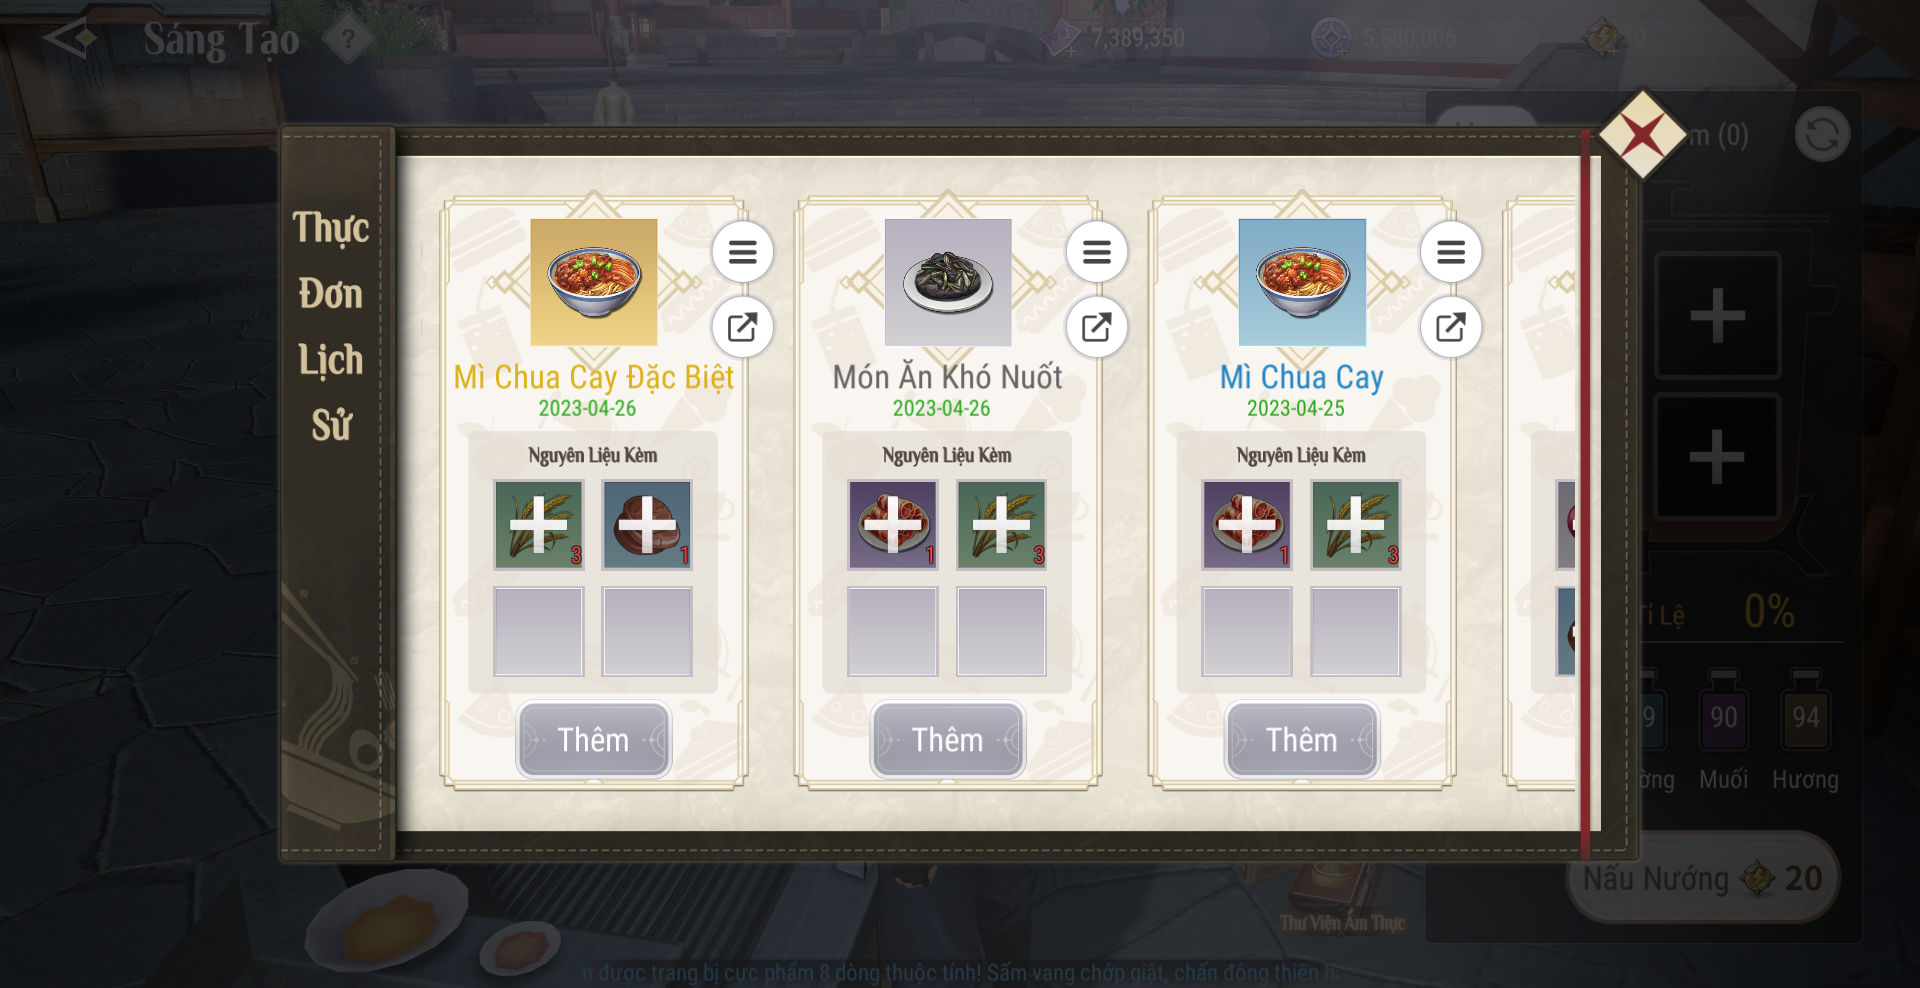 Sáng Tạo
?
7,389,350
5,580,006
0
Thực
Đơn
Lịch
Sử
Mì Chua Cay Đặc Biệt
2023-04-26
Nguyên Liệu Kèm
3
1
Thêm
Món Ăn Khó Nuốt
2023-04-26
Nguyên Liệu Kèm
1
3
Thêm
Mì Chua Cay
2023-04-25
Nguyên Liệu Kèm
1
3
Thêm
(0)
Tỉ Lệ 0%
9 90 94
Muối Hương
Nấu Nướng 20
Thư Viện Ẩm Thực
được trang bị cực phẩm 8 dòng thuộc tính! Sấm vang chớp giật, chấn động thiên h